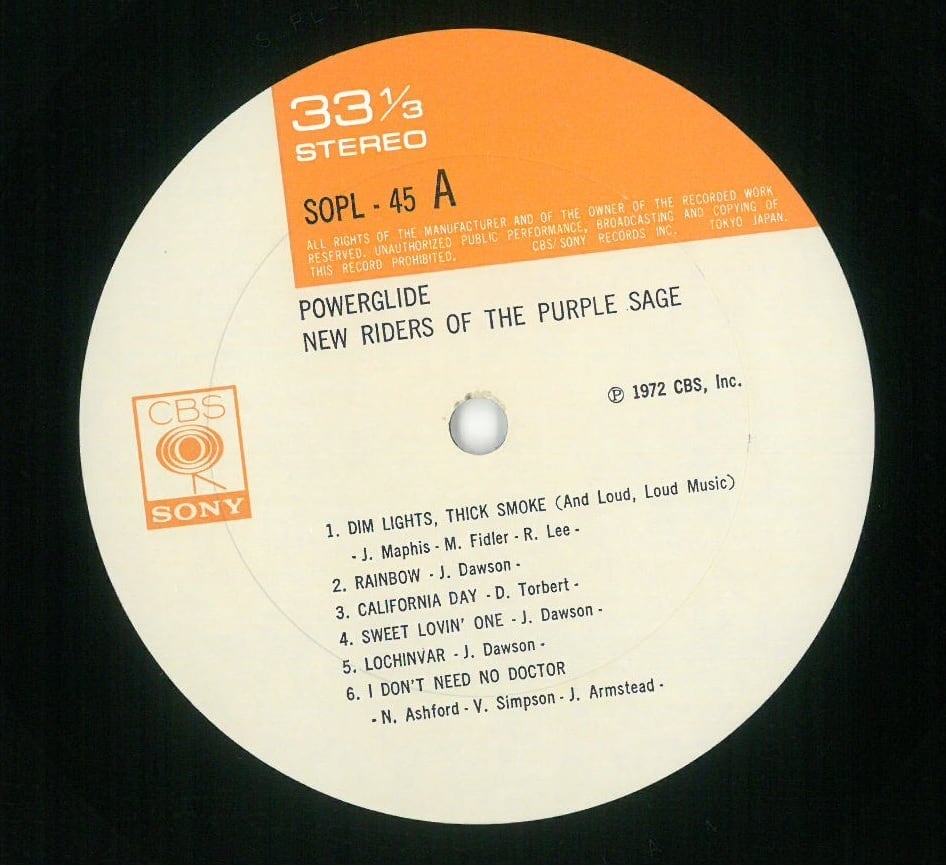 33 1/3
STEREO
SOPL - 45 A
ALL RIGHTS OF THE MANUFACTURER AND OF THE OWNER OF THE RECORDED WORK
RESERVED. UNAUTHORIZED PUBLIC PERFORMANCE, BROADCASTING AND COPYING OF
THIS RECORD PROHIBITED. CBS/SONY RECORDS INC. TOKYO JAPAN.
POWERGLIDE
NEW RIDERS OF THE PURPLE SAGE
℗ 1972 CBS, Inc.
CBS
SONY
1. DIM LIGHTS, THICK SMOKE (And Loud, Loud Music)
- J. Maphis - M. Fidler - R. Lee -
2. RAINBOW - J. Dawson -
3. CALIFORNIA DAY - D. Torbert -
4. SWEET LOVIN' ONE - J. Dawson -
5. LOCHINVAR - J. Dawson -
6. I DON'T NEED NO DOCTOR
- N. Ashford - V. Simpson - J. Armstead -